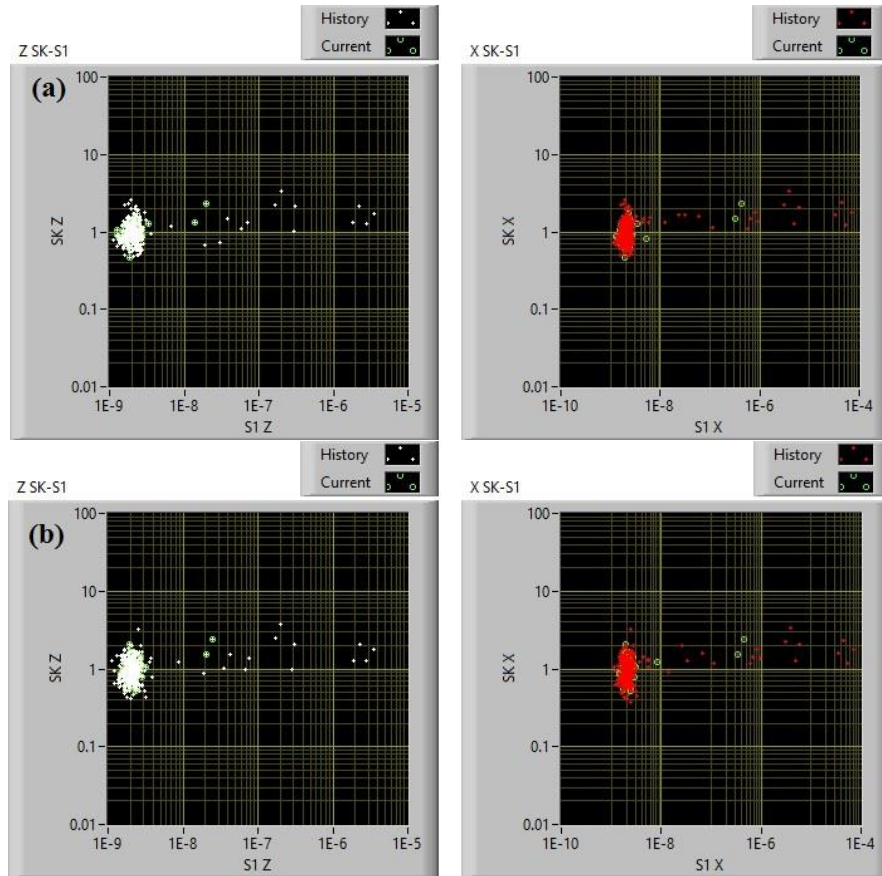 History
Current
Z SK-S1
(a)
100
10
1
0.1
0.01
SK Z
1E-9 1E-8 1E-7 1E-6 1E-5
S1 Z
History
Current
X SK-S1
100
10
1
0.1
0.01
SK X
1E-10 1E-8 1E-6 1E-4
S1 X
History
Current
Z SK-S1
(b)
100
10
1
0.1
0.01
SK Z
1E-9 1E-8 1E-7 1E-6 1E-5
S1 Z
History
Current
X SK-S1
100
10
1
0.1
0.01
SK X
1E-10 1E-8 1E-6 1E-4
S1 X